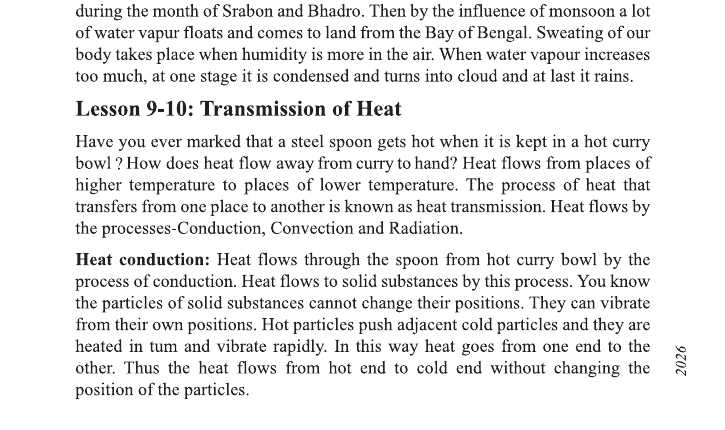 during the month of Srabon and Bhadro. Then by the influence of monsoon a lot
of water vapur floats and comes to land from the Bay of Bengal. Sweating of our
body takes place when humidity is more in the air. When water vapour increases
too much, at one stage it is condensed and turns into cloud and at last it rains.
Lesson 9-10: Transmission of Heat
Have you ever marked that a steel spoon gets hot when it is kept in a hot curry
bowl ? How does heat flow away from curry to hand? Heat flows from places of
higher temperature to places of lower temperature. The process of heat that
transfers from one place to another is known as heat transmission. Heat flows by
the processes-Conduction, Convection and Radiation.
Heat conduction: Heat flows through the spoon from hot curry bowl by the
process of conduction. Heat flows to solid substances by this process. You know
the particles of solid substances cannot change their positions. They can vibrate
from their own positions. Hot particles push adjacent cold particles and they are
heated in tum and vibrate rapidly. In this way heat goes from one end to the
other. Thus the heat flows from hot end to cold end without changing the
position of the particles.
2026